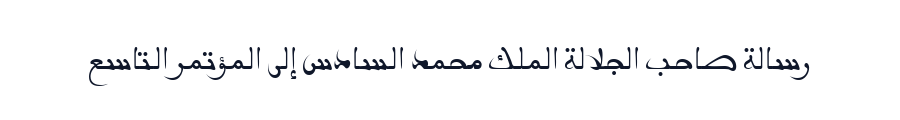 رسالة صاحب الجلالة الملك محمد السادس إلى المؤتمر التاسع